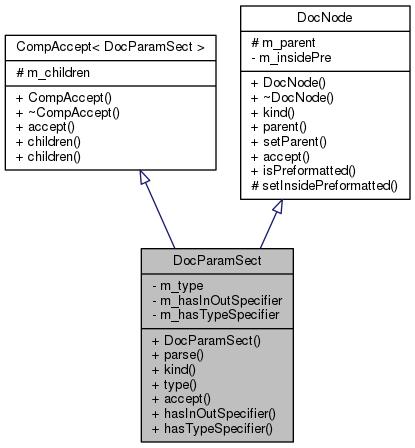 CompAccept< DocParamSect >
# m_children
+ CompAccept()
+ ~CompAccept()
+ accept()
+ children()
+ children()
DocNode
# m_parent
- m_insidePre
+ DocNode()
+ ~DocNode()
+ kind()
+ parent()
+ setParent()
+ accept()
+ isPreformatted()
# setInsidePreformatted()
DocParamSect
- m_type
- m_hasInOutSpecifier
- m_hasTypeSpecifier
+ DocParamSect()
+ parse()
+ kind()
+ type()
+ accept()
+ hasInOutSpecifier()
+ hasTypeSpecifier()